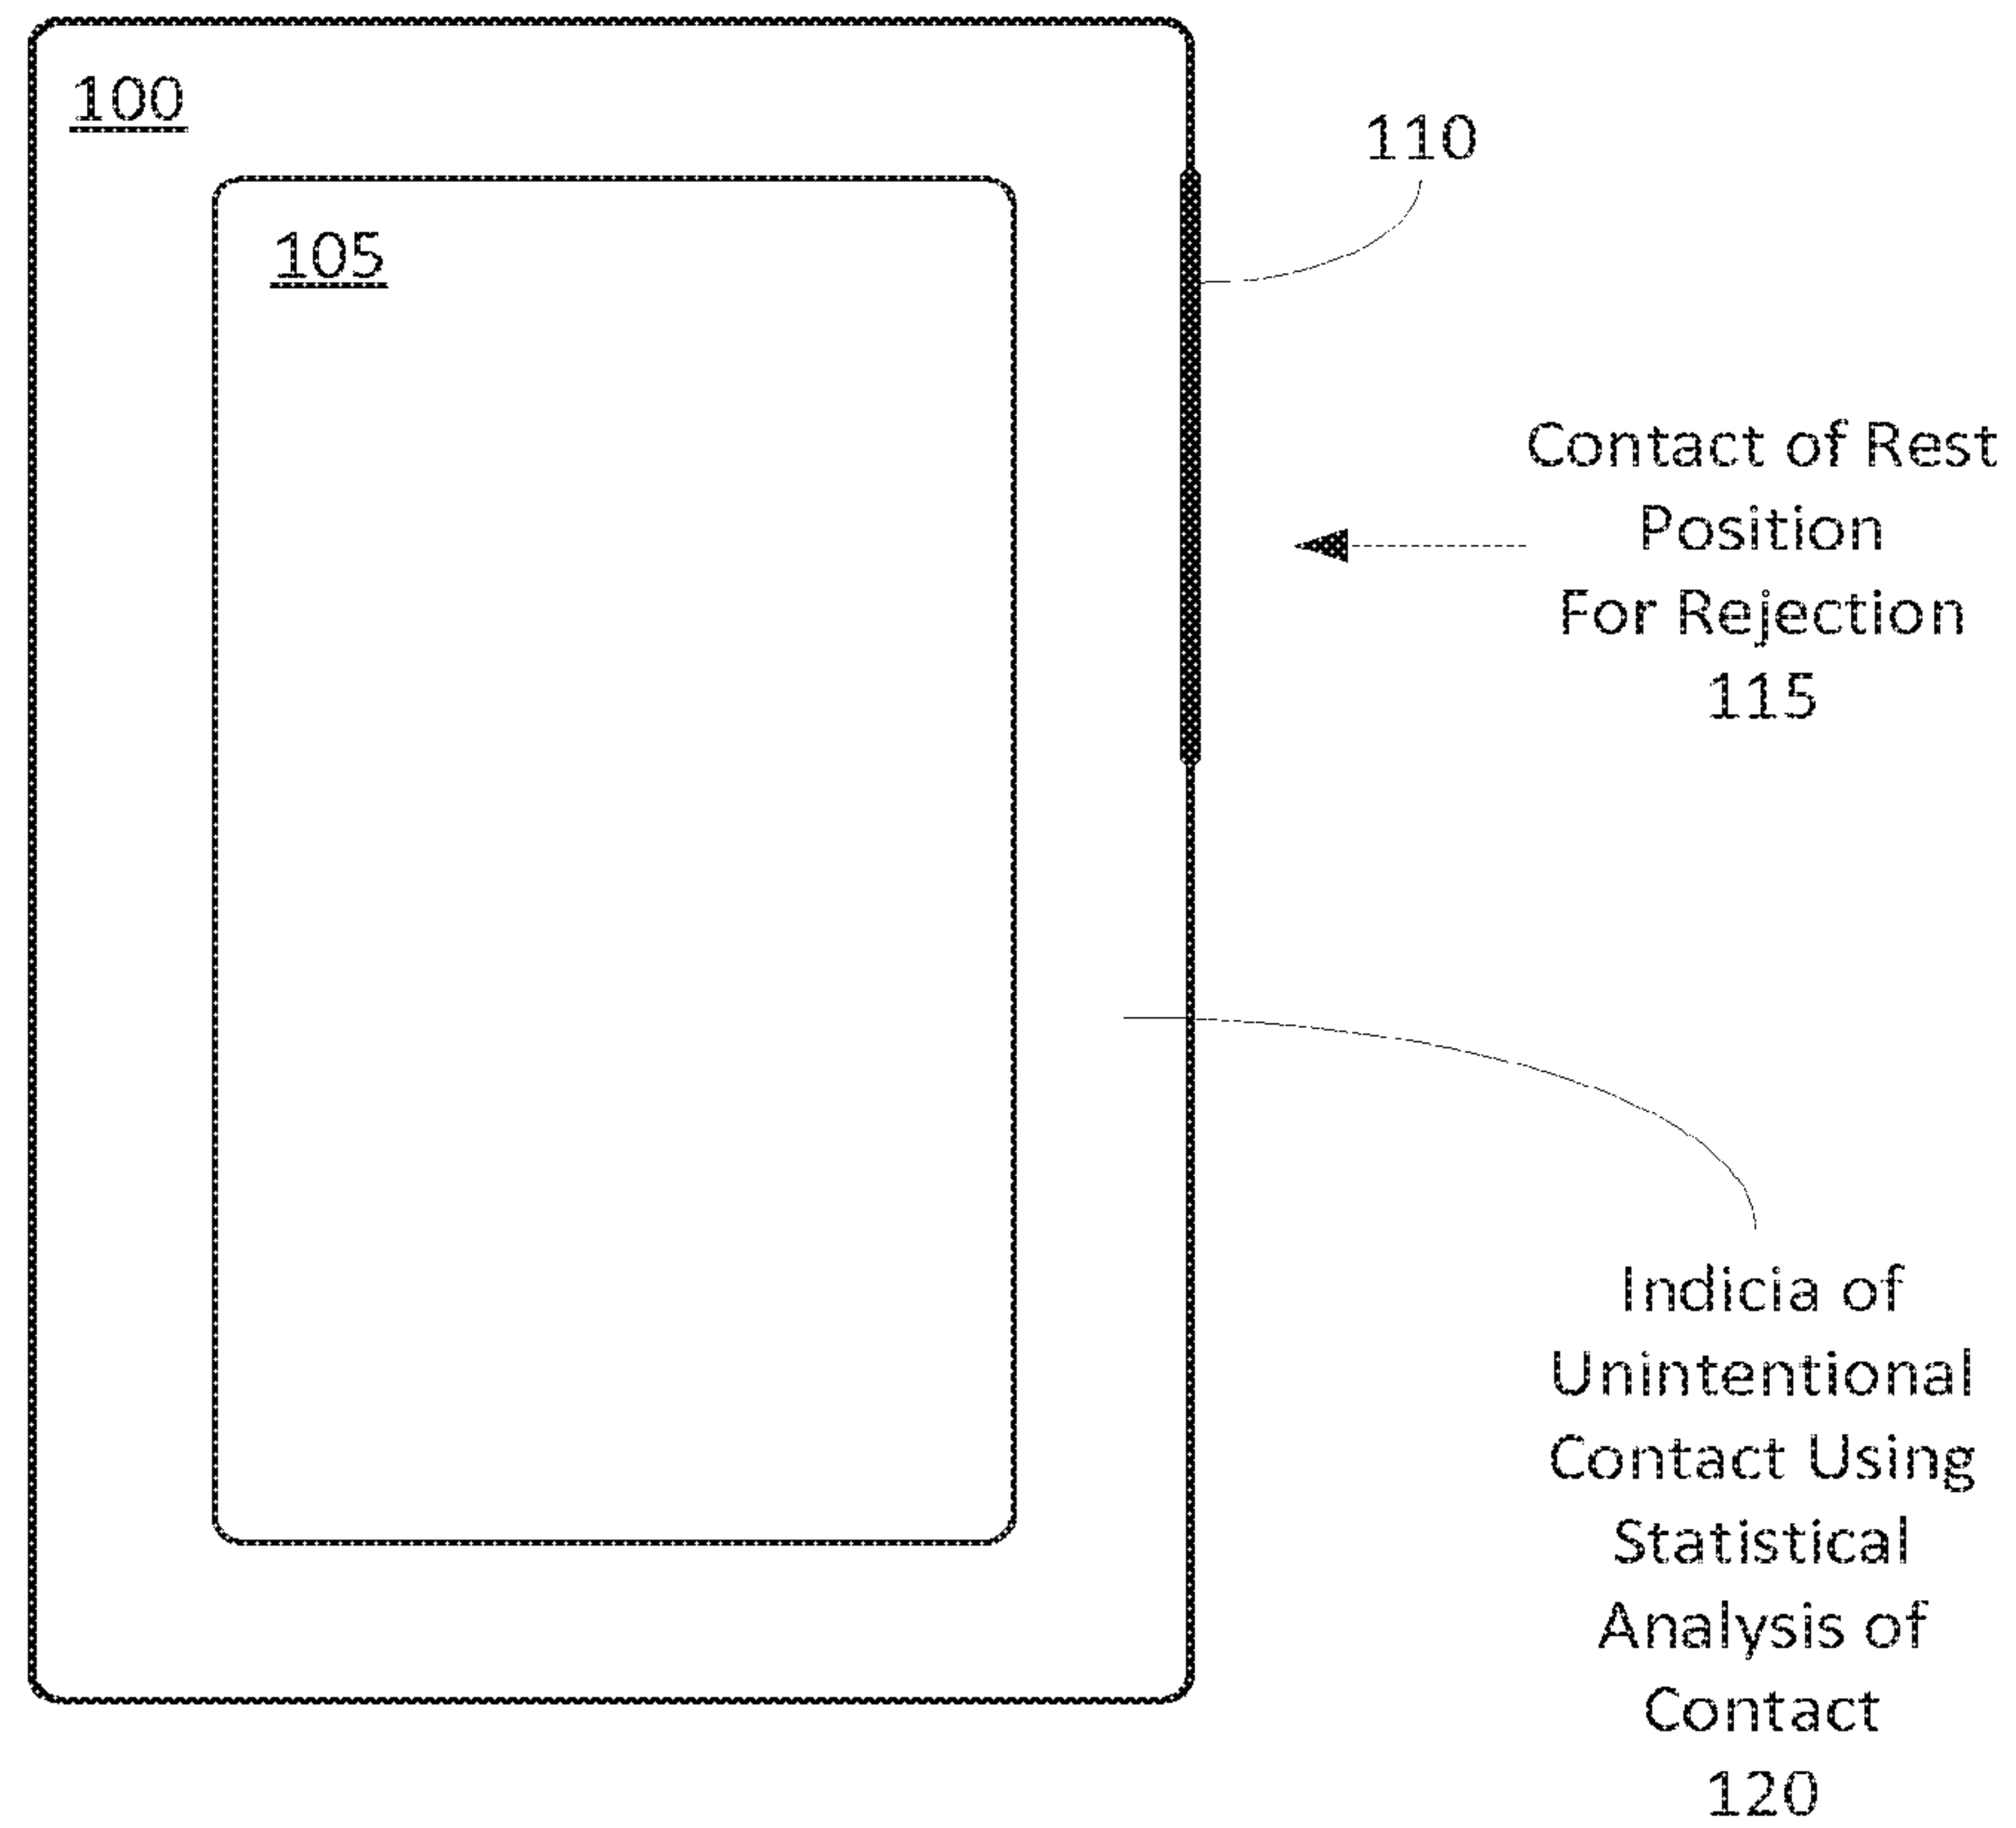 100
110
105
Contact of Rest
Position
For Rejection
115
Indicia of
Unintentional
Contact Using
Statistical
Analysis of
Contact
120